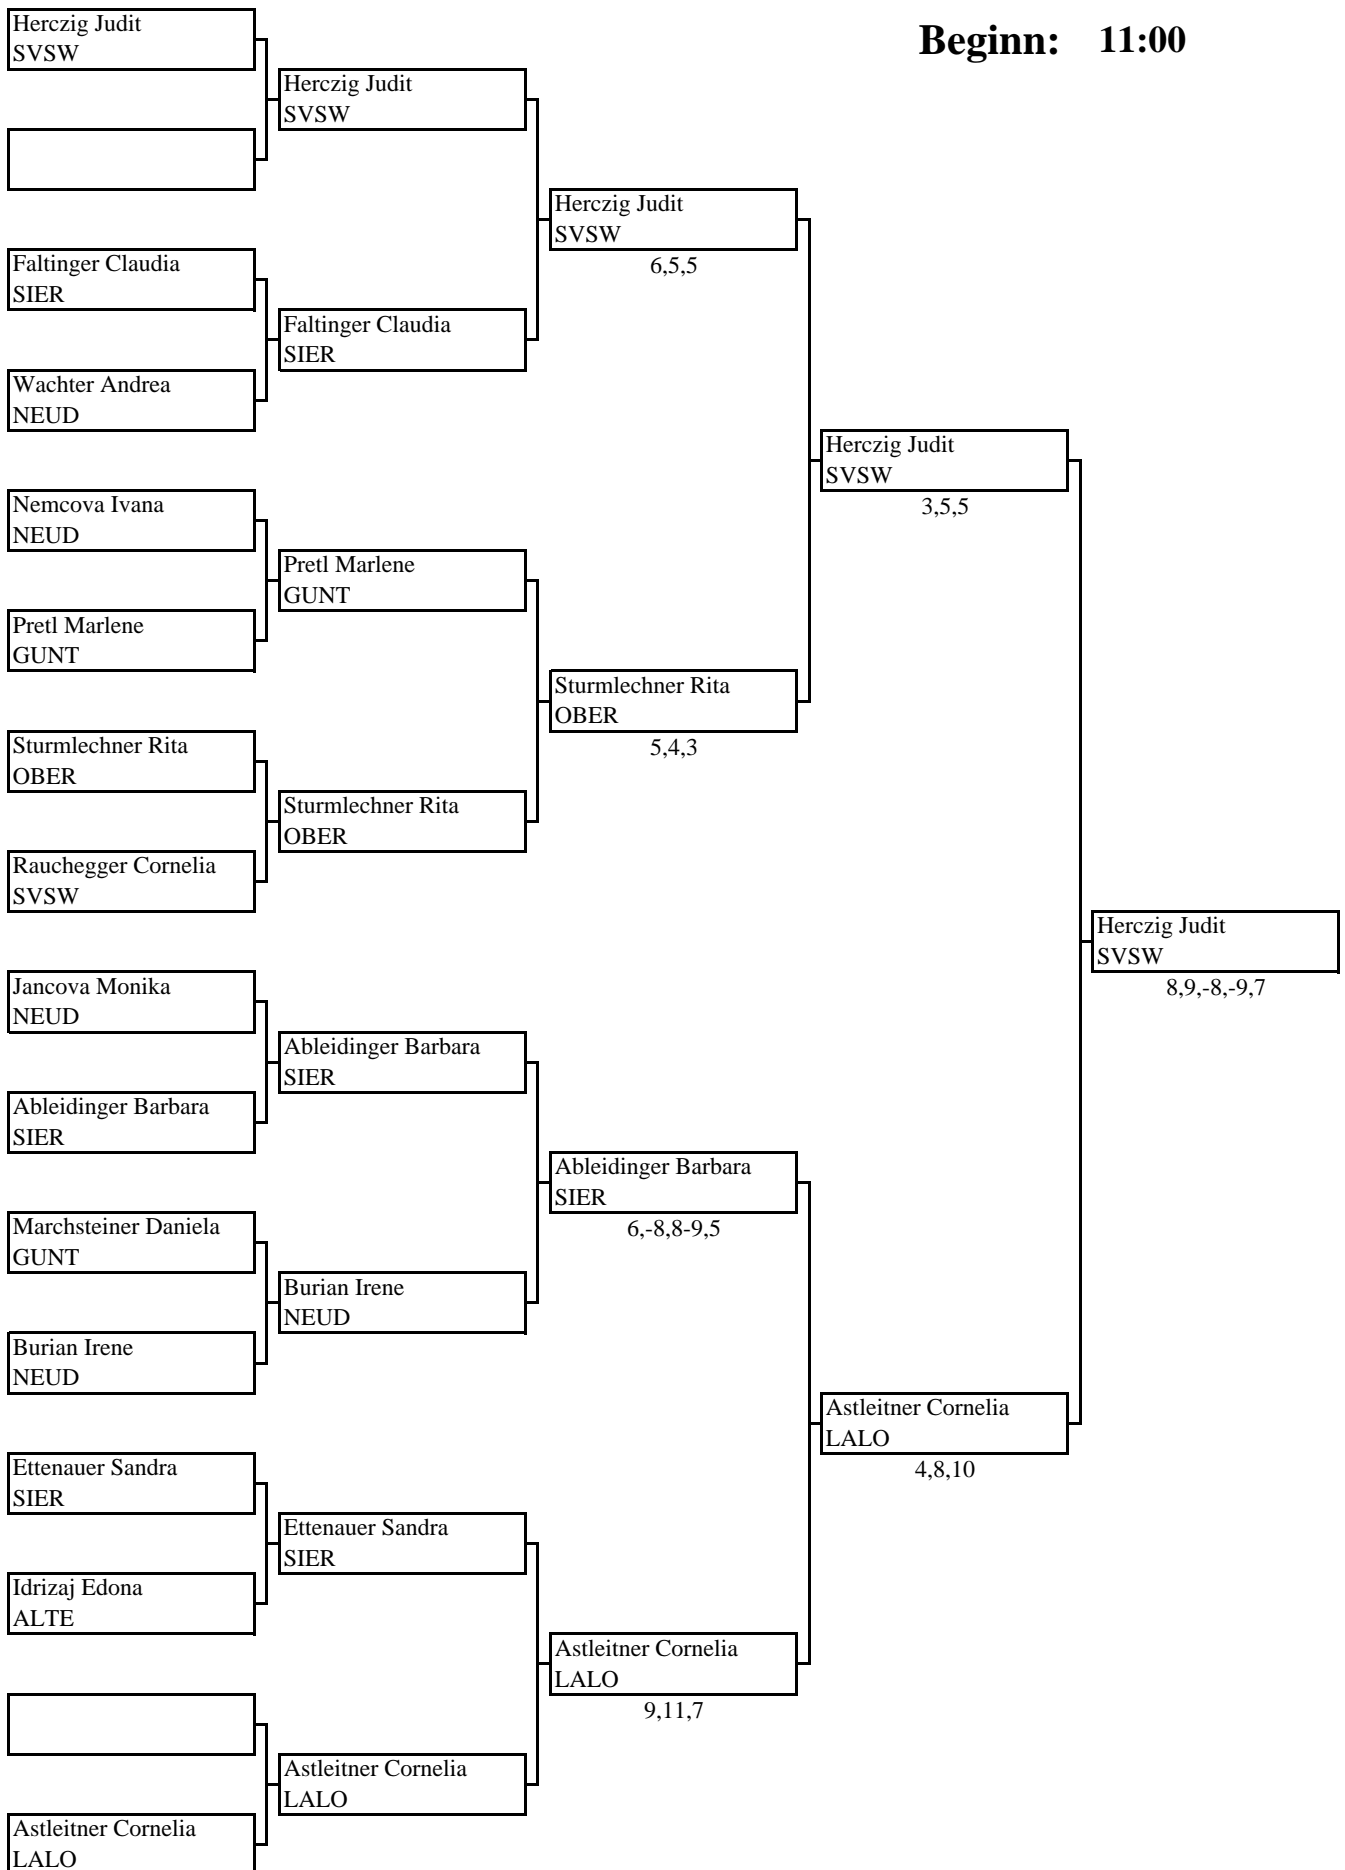 Beginn: 11:00
Herczig Judit
SVSW
Faltinger Claudia
SIER
Wachter Andrea
NEUD
Nemcova Ivana
NEUD
Pretl Marlene
GUNT
Sturmlechner Rita
OBER
Rauchegger Cornelia
SVSW
Jancova Monika
NEUD
Ableidinger Barbara
SIER
Marchsteiner Daniela
GUNT
Burian Irene
NEUD
Ettenauer Sandra
SIER
Idrizaj Edona
ALTE
Astleitner Cornelia
LALO
Herczig Judit
SVSW
Faltinger Claudia
SIER
Pretl Marlene
GUNT
Sturmlechner Rita
OBER
Ableidinger Barbara
SIER
Burian Irene
NEUD
Ettenauer Sandra
SIER
Astleitner Cornelia
LALO
Herczig Judit
SVSW
6,5,5
Sturmlechner Rita
OBER
5,4,3
Ableidinger Barbara
SIER
6,-8,8-9,5
Astleitner Cornelia
LALO
9,11,7
Herczig Judit
SVSW
3,5,5
Astleitner Cornelia
LALO
4,8,10
Herczig Judit
SVSW
8,9,-8,-9,7